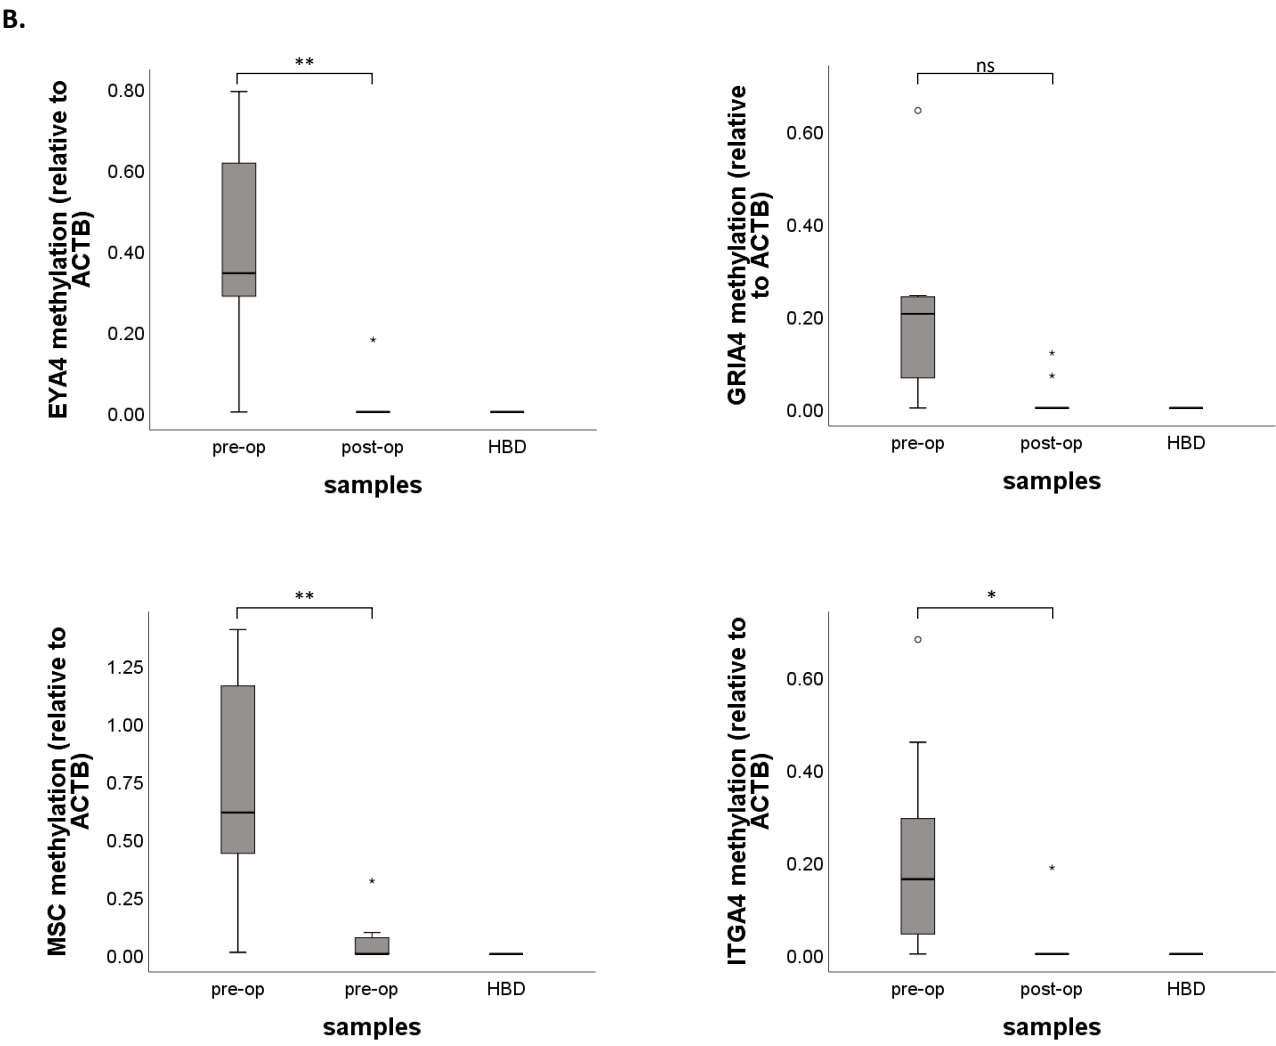 B.
**
EYA4 methylation (relative to
ACTB)
0.80
0.60
0.40
0.20
0.00
*
pre-op
post-op
HBD
samples
ns
GRIA4 methylation (relative
to ACTB)
0.60
0.40
0.20
0.00
*
*
pre-op
post-op
HBD
samples
**
MSC methylation (relative to
ACTB)
1.25
1.00
0.75
0.50
0.25
0.00
*
pre-op
pre-op
HBD
samples
*
ITGA4 methylation (relative to
ACTB)
0.60
0.40
0.20
0.00
*
pre-op
post-op
HBD
samples